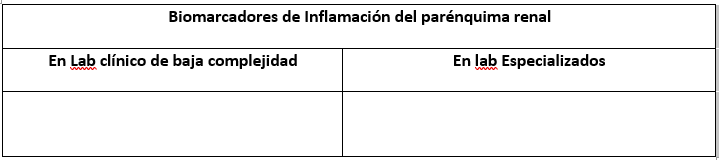 Biomarcadores de Inflamación del parénquima renal
En Lab clínico de baja complejidad
En lab Especializados